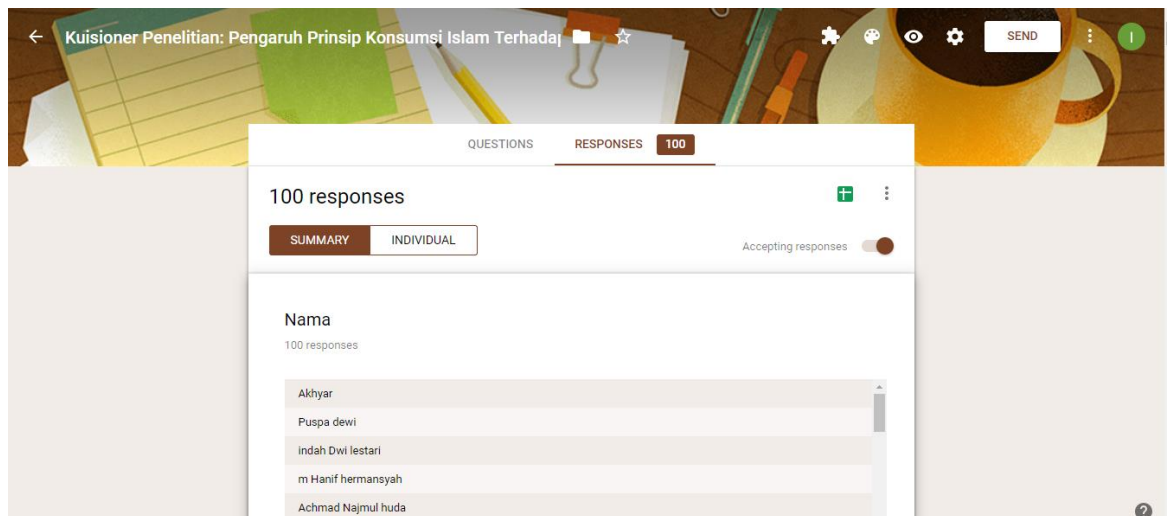 Kuisioner Penelitian: Pengaruh Prinsip Konsumsi Islam Terhadap
SEND
I
QUESTIONS
RESPONSES 100
100 responses
SUMMARY
INDIVIDUAL
Accepting responses
Nama
100 responses
Akhyar
Puspa dewi
indah Dwi lestari
m Hanif hermansyah
Achmad Najmul huda